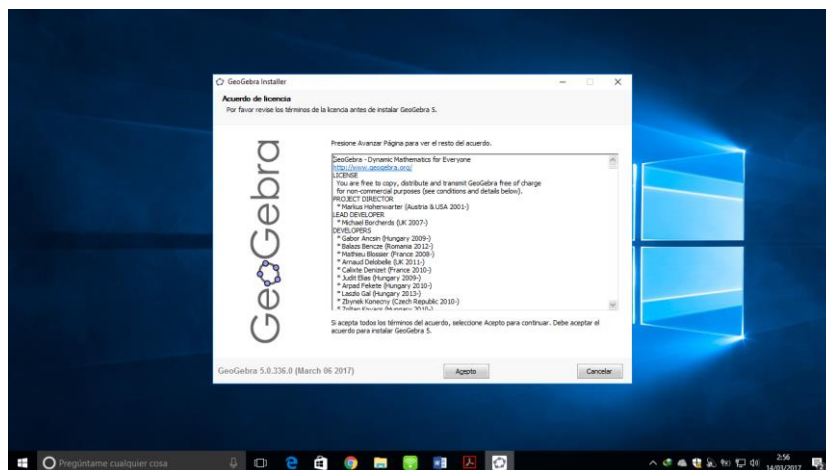 GeoGebra Installer
Acuerdo de licencia
Por favor revise los términos de la licencia antes de instalar GeoGebra 5.
GeoGebra
Presione Avanzar Página para ver el resto del acuerdo.
GeoGebra - Dynamic Mathematics for Everyone
http://www.geogebra.org/
LICENSE
You are free to copy, distribute and transmit GeoGebra free of charge
for non-commercial purposes (see conditions and details below).
PROJECT DIRECTOR
* Markus Hohenwarter (Austria & USA 2001-)
LEAD DEVELOPER
* Michael Borcherds (UK 2007-)
DEVELOPERS
* Gabor Ancsin (Hungary 2009-)
* Balazs Bencze (Romania 2012-)
* Mathieu Blossier (France 2008-)
* Arnaud Delobelle (UK 2011-)
* Calixte Denizet (France 2010-)
* Judit Elias (Hungary 2009-)
* Arpad Fekete (Hungary 2010-)
* Laszlo Gal (Hungary 2013-)
* Zbynek Konecny (Czech Republic 2010-)
* Zoltan Kovacs (Hungary 2010-)
Si acepta todos los términos del acuerdo, seleccione Acepto para continuar. Debe aceptar el
acuerdo para instalar GeoGebra 5.
GeoGebra 5.0.336.0 (March 06 2017)
Acepto
Cancelar
Pregúntame cualquier cosa
2:56
14/03/2017